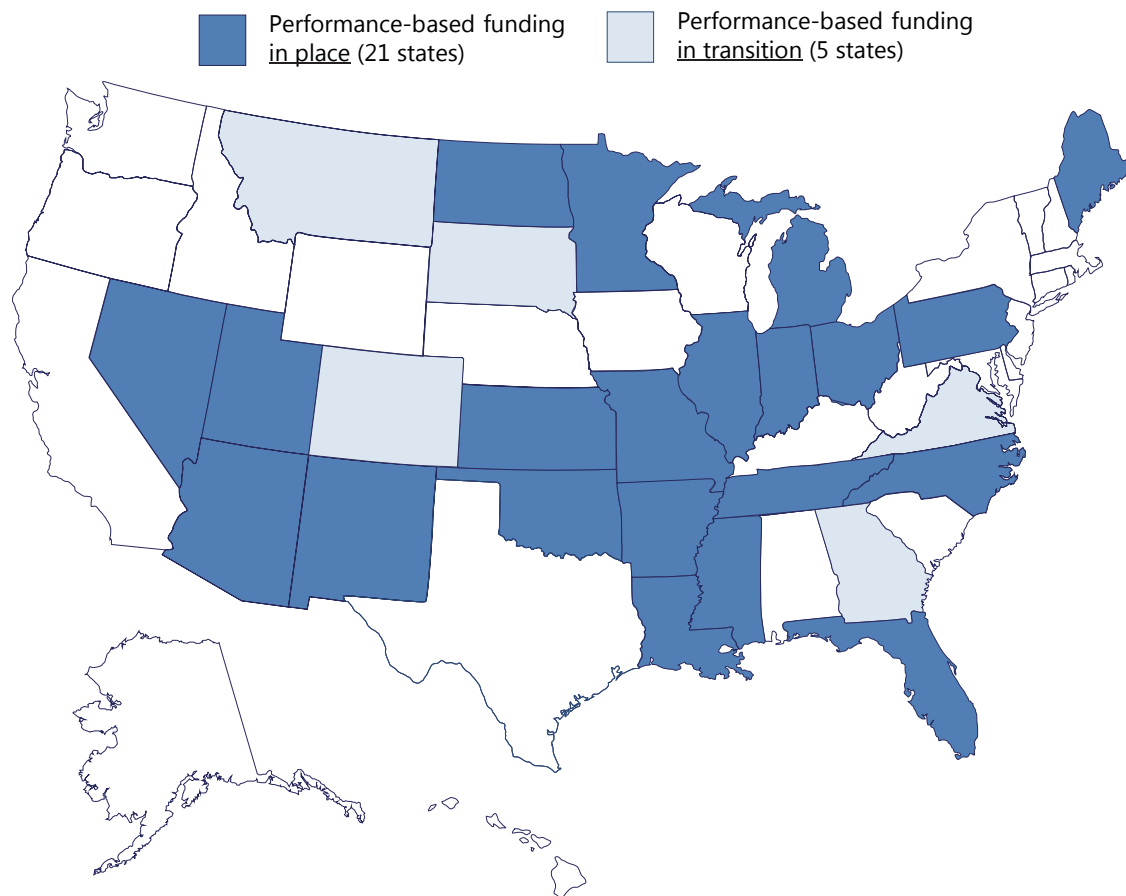 Performance-based funding
in place (21 states)
Performance-based funding
in transition (5 states)